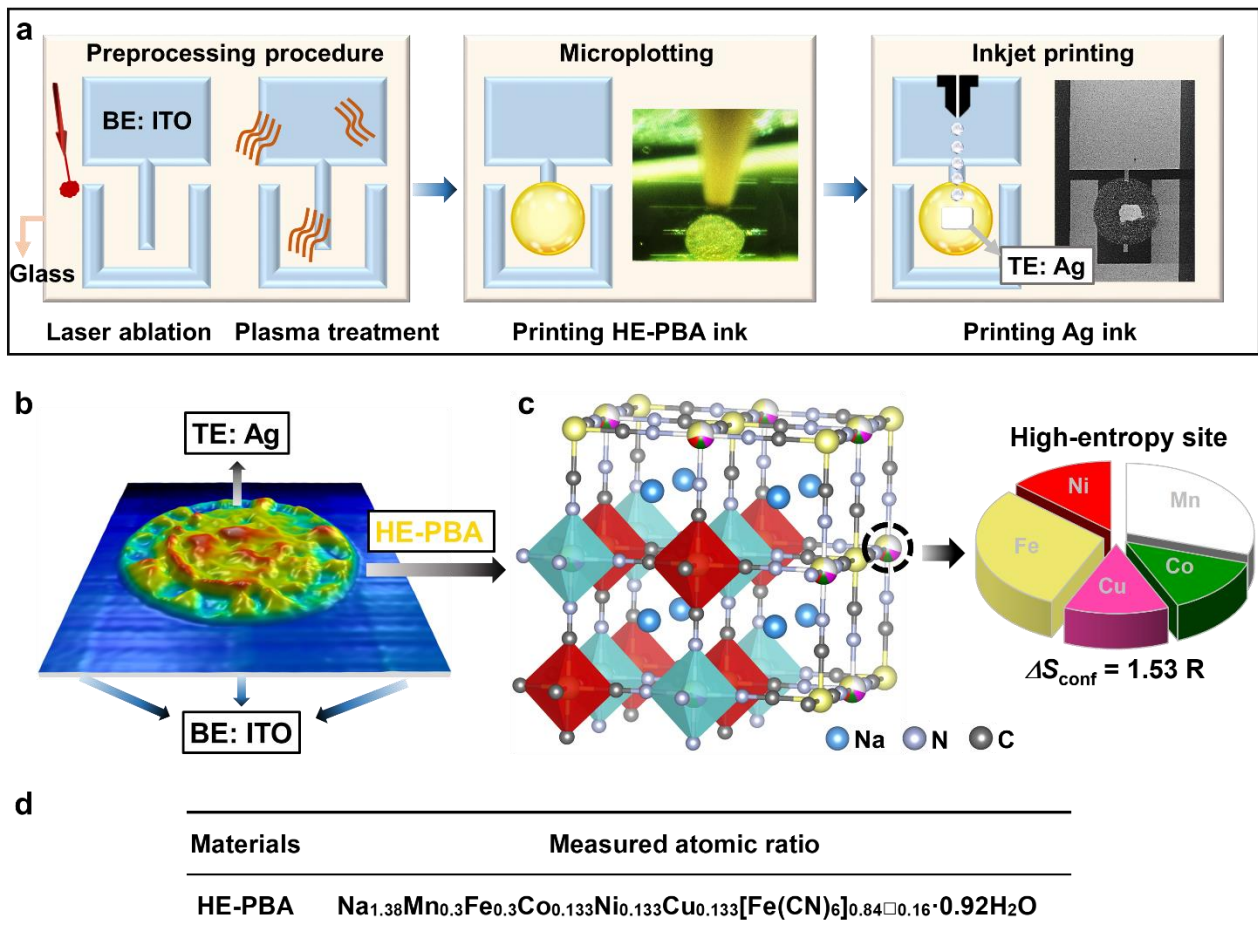 a
Preprocessing procedure
BE: ITO
Glass
Laser ablation
Plasma treatment
Microplotting
Printing HE-PBA ink
Inkjet printing
TE: Ag
Printing Ag ink
b
TE: Ag
HE-PBA
BE: ITO
c
Na
N
C
High-entropy site
Ni
Mn
Fe
Co
Cu
ΔS_conf = 1.53 R
d
Materials
Measured atomic ratio
HE-PBA
Na₁.₃₈Mn₀.₃Fe₀.₃Co₀.₁₃₃Ni₀.₁₃₃Cu₀.₁₃₃[Fe(CN)₆]₀.₈₄□₀.₁₆·0.92H₂O